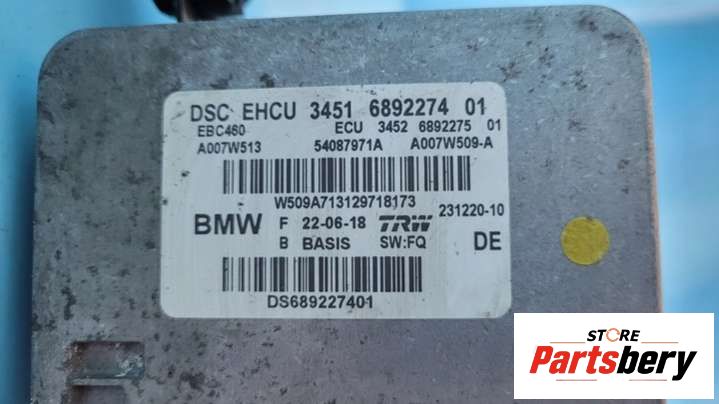 DSC EHCU 3451 6892274 01
EBC460 ECU 3452 6892275 01
A007W513 54087971A A007W509-A
W509A713129718173
BMW F 22-06-18 TRW 231220-10
B BASIS SW:FQ DE
DS689227401
STORE
Partsbery